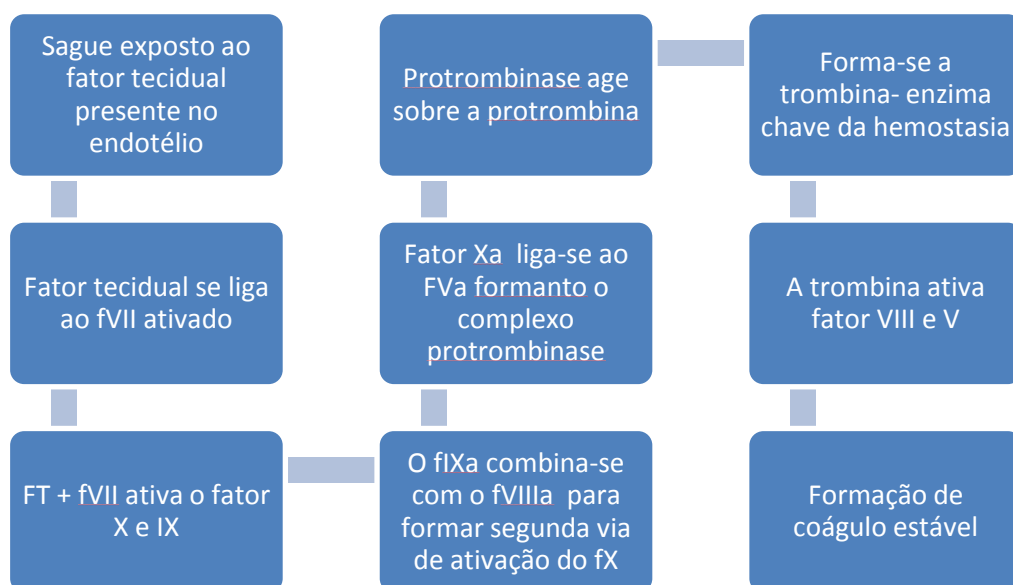 Sague exposto ao
fator tecidual
presente no
endotélio
Fator tecidual se liga
ao fVII ativado
FT + fVII ativa o fator
X e IX
O fIXa combina-se
com o fVIIIa para
formar segunda via
de ativação do fX
Fator Xa liga-se ao
FVa formanto o
complexo
protrombinase
Protrombinase age
sobre a protrombina
Forma-se a
trombina- enzima
chave da hemostasia
A trombina ativa
fator VIII e V
Formação de
coágulo estável